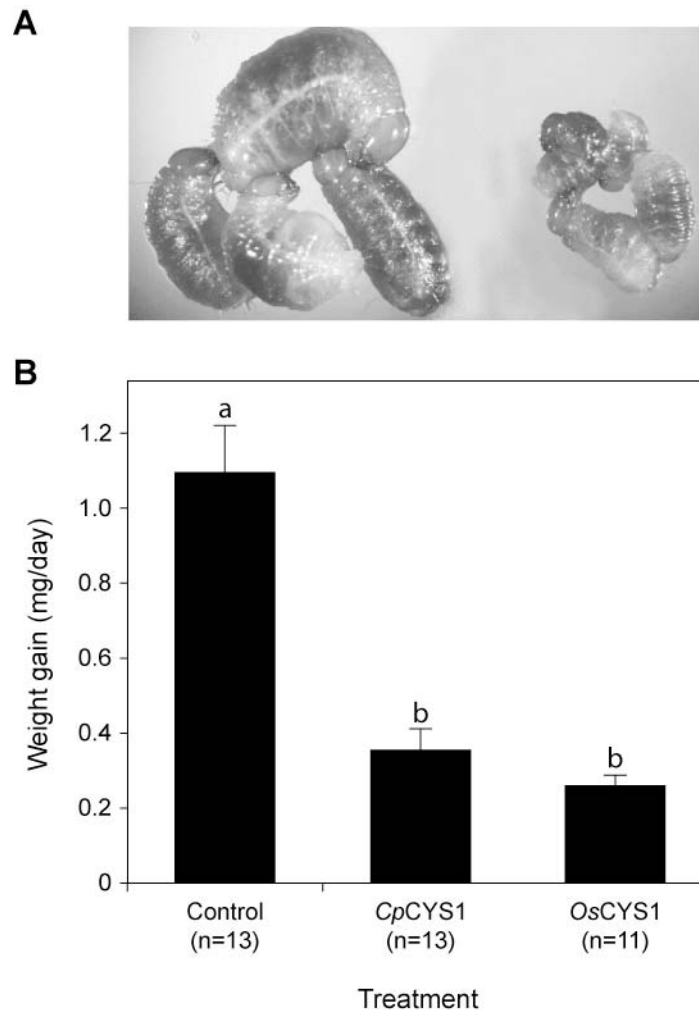 A
B
Weight gain (mg/day)
1.2
1.0
0.8
0.6
0.4
0.2
0
a
b
b
Control
(n=13)
CpCYS1
(n=13)
OsCYS1
(n=11)
Treatment